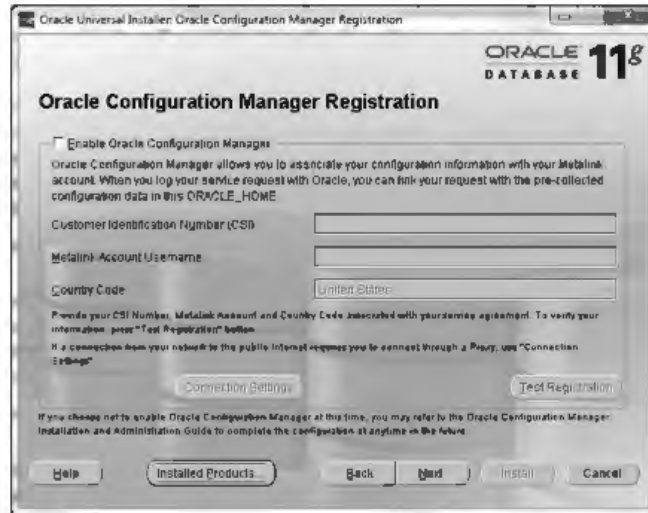 Oracle Universal Installer: Oracle Configuration Manager Registration
ORACLE 11g
DATABASE
Oracle Configuration Manager Registration
Enable Oracle Configuration Manager
Oracle Configuration Manager allows you to associate your configuration information with your Metalink
account. When you log your service request with Oracle, you can link your request with the pre-collected
configuration data in this ORACLE_HOME
Customer Identification Number (CSI)
Metalink Account Username
Country Code
United States
Provide your CSI Number, Metalink Account and Country Code associated with your service agreement. To verify your
information, press "Test Registration" button
If a connection from your network to the public Internet requires you to connect through a Proxy, use "Connection
Settings"
Connection Settings
Test Registration
If you choose not to enable Oracle Configuration Manager at this time, you may refer to the Oracle Configuration Manager
Installation and Administration Guide to complete the configuration at anytime in the future.
Help
Installed Products...
Back
Next
Install
Cancel